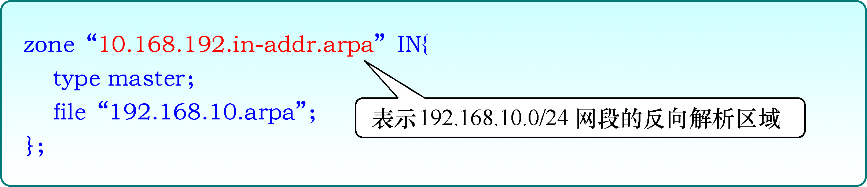 zone “10.168.192.in-addr.arpa” IN{
type master;
file “192.168.10.arpa”;
表示192.168.10.0/24 网段的反向解析区域
};